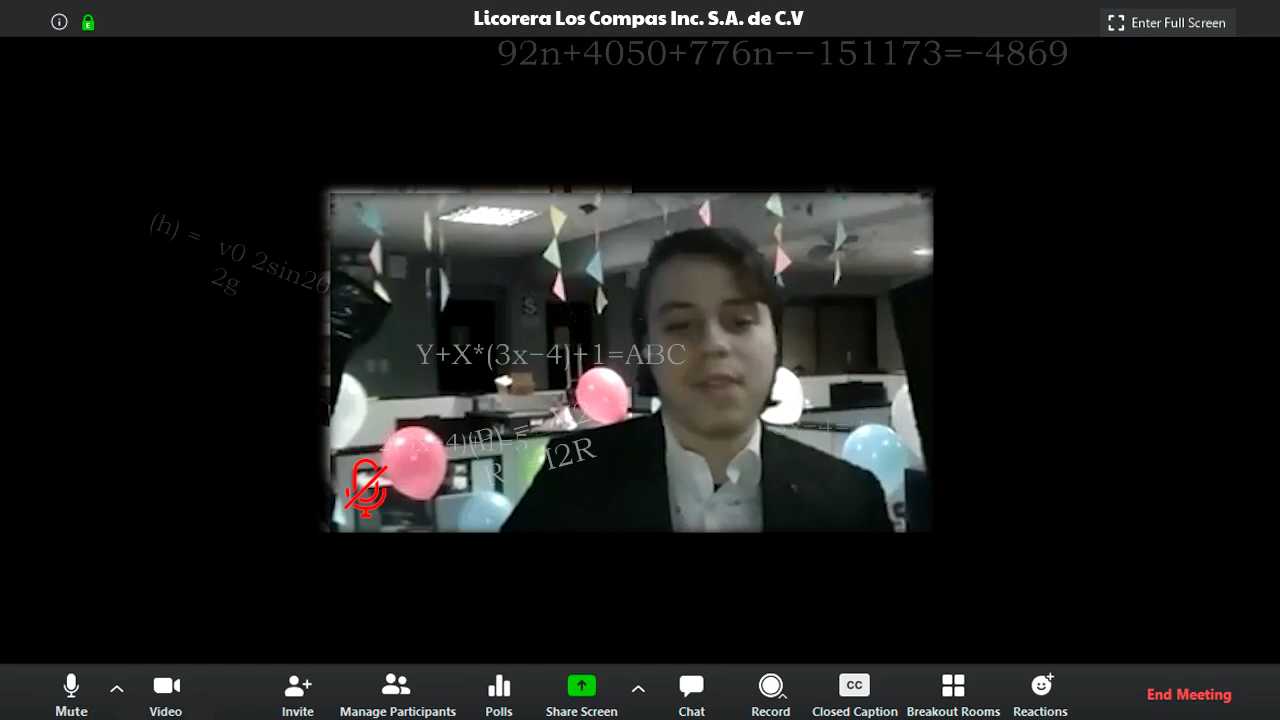 Licorera Los Compas Inc. S.A. de C.V
Enter Full Screen
E
92n+4050+776n--151173=-4869
(h) = v0 2sin2θ
2g
S
Y+X*(3x-4)+1=ABC
I2R
R
Mute
Video
Invite
Manage Participants
Polls
Share Screen
Chat
CC
Record
Closed Caption
Breakout Rooms
Reactions
End Meeting